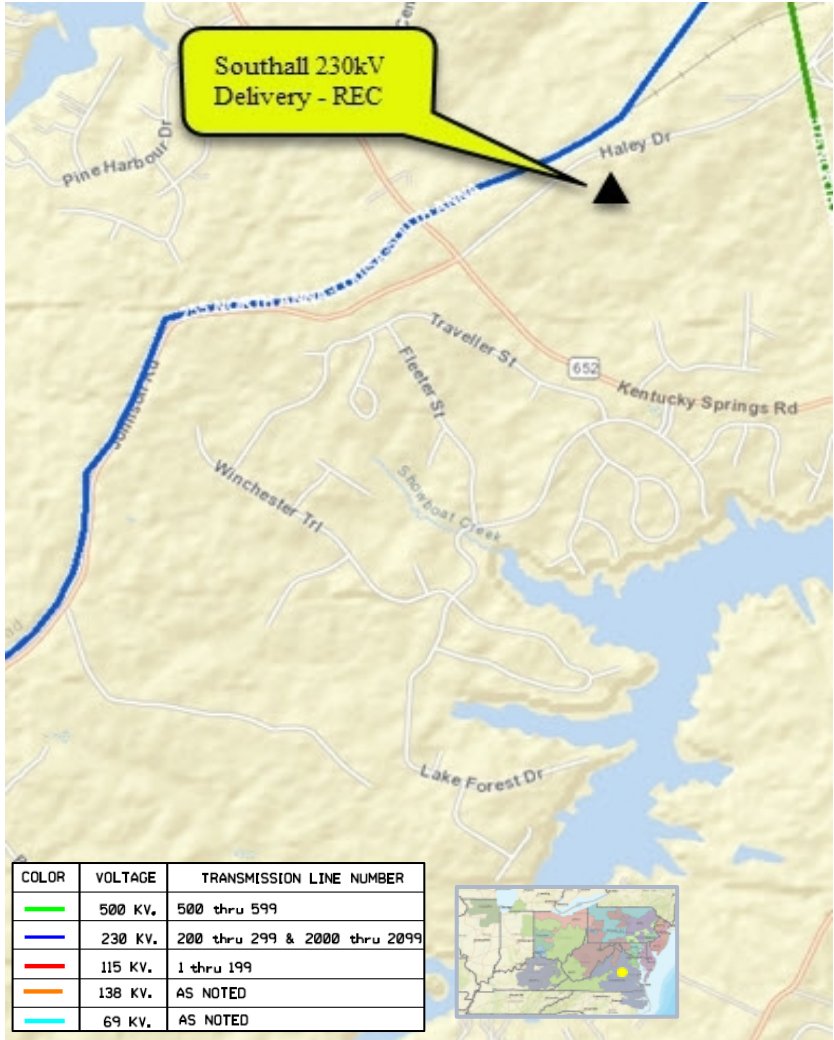 Southall 230kV
Delivery - REC
Haley Dr
Pine Harbour Dr
Traveller St
Fleeter St
652
Kentucky Springs Rd
Johnson Rd
Winchester Trl
Showboat Creek
Lake Forest Dr
COLOR VOLTAGE TRANSMISSION LINE NUMBER
500 KV. 500 thru 599
230 KV. 200 thru 299 & 2000 thru 2099
115 KV. 1 thru 199
138 KV. AS NOTED
69 KV. AS NOTED